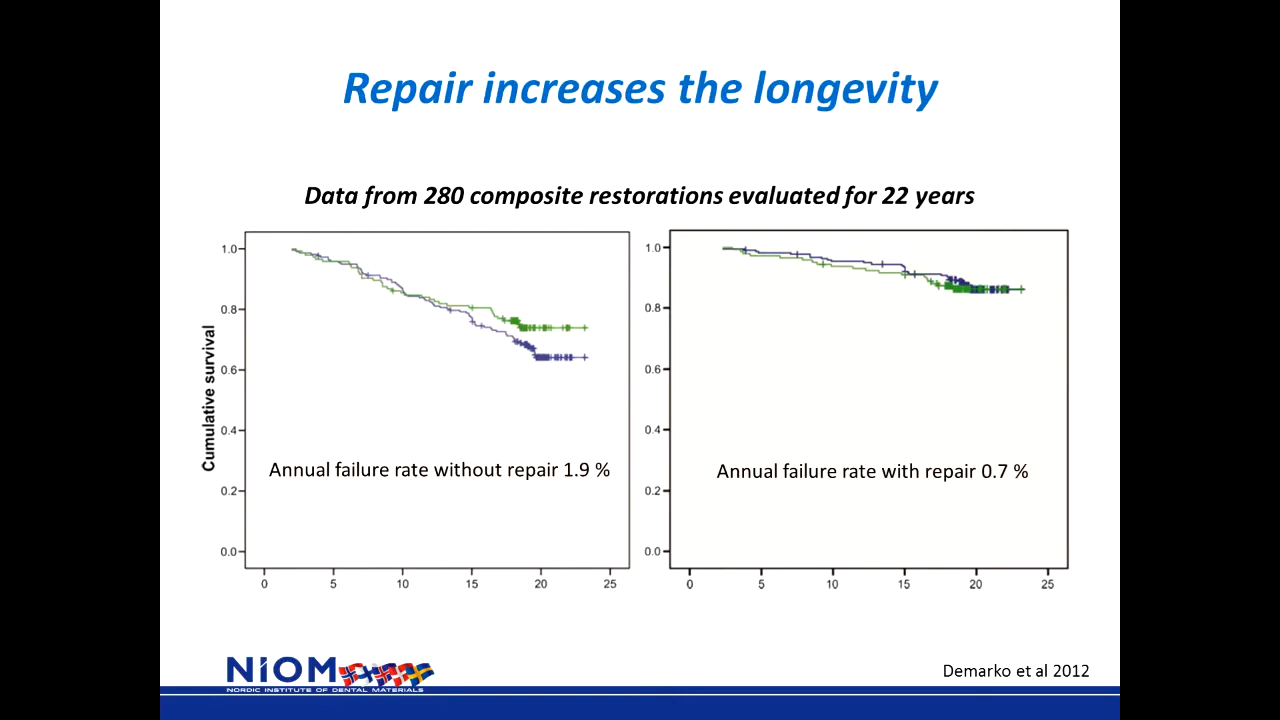 Repair increases the longevity
Data from 280 composite restorations evaluated for 22 years
Cumulative survival
1.0
0.8
0.6
0.4
0.2
0.0
0 5 10 15 20 25
Annual failure rate without repair 1.9 %
1.0
0.8
0.6
0.4
0.2
0.0
0 5 10 15 20 25
Annual failure rate with repair 0.7 %
NIOM
NORDIC INSTITUTE OF DENTAL MATERIALS
Demarko et al 2012